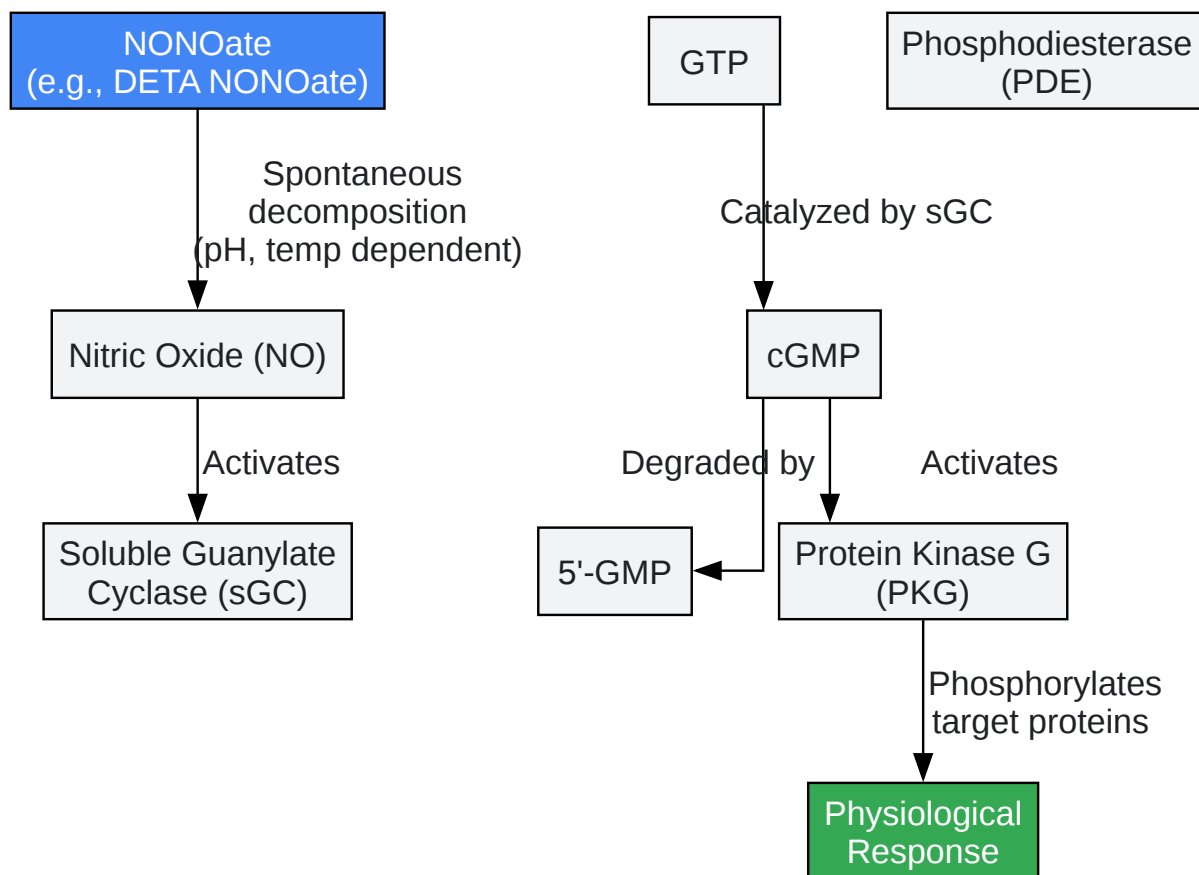 NONOate
(e.g., DETA NONOate)
GTP
Phosphodiesterase
(PDE)
Spontaneous
decomposition
(pH, temp dependent)
Catalyzed by sGC
Nitric Oxide (NO)
cGMP
Activates
Degraded by
Activates
Soluble Guanylate
Cyclase (sGC)
5'-GMP
Protein Kinase G
(PKG)
Phosphorylates
target proteins
Physiological
Response